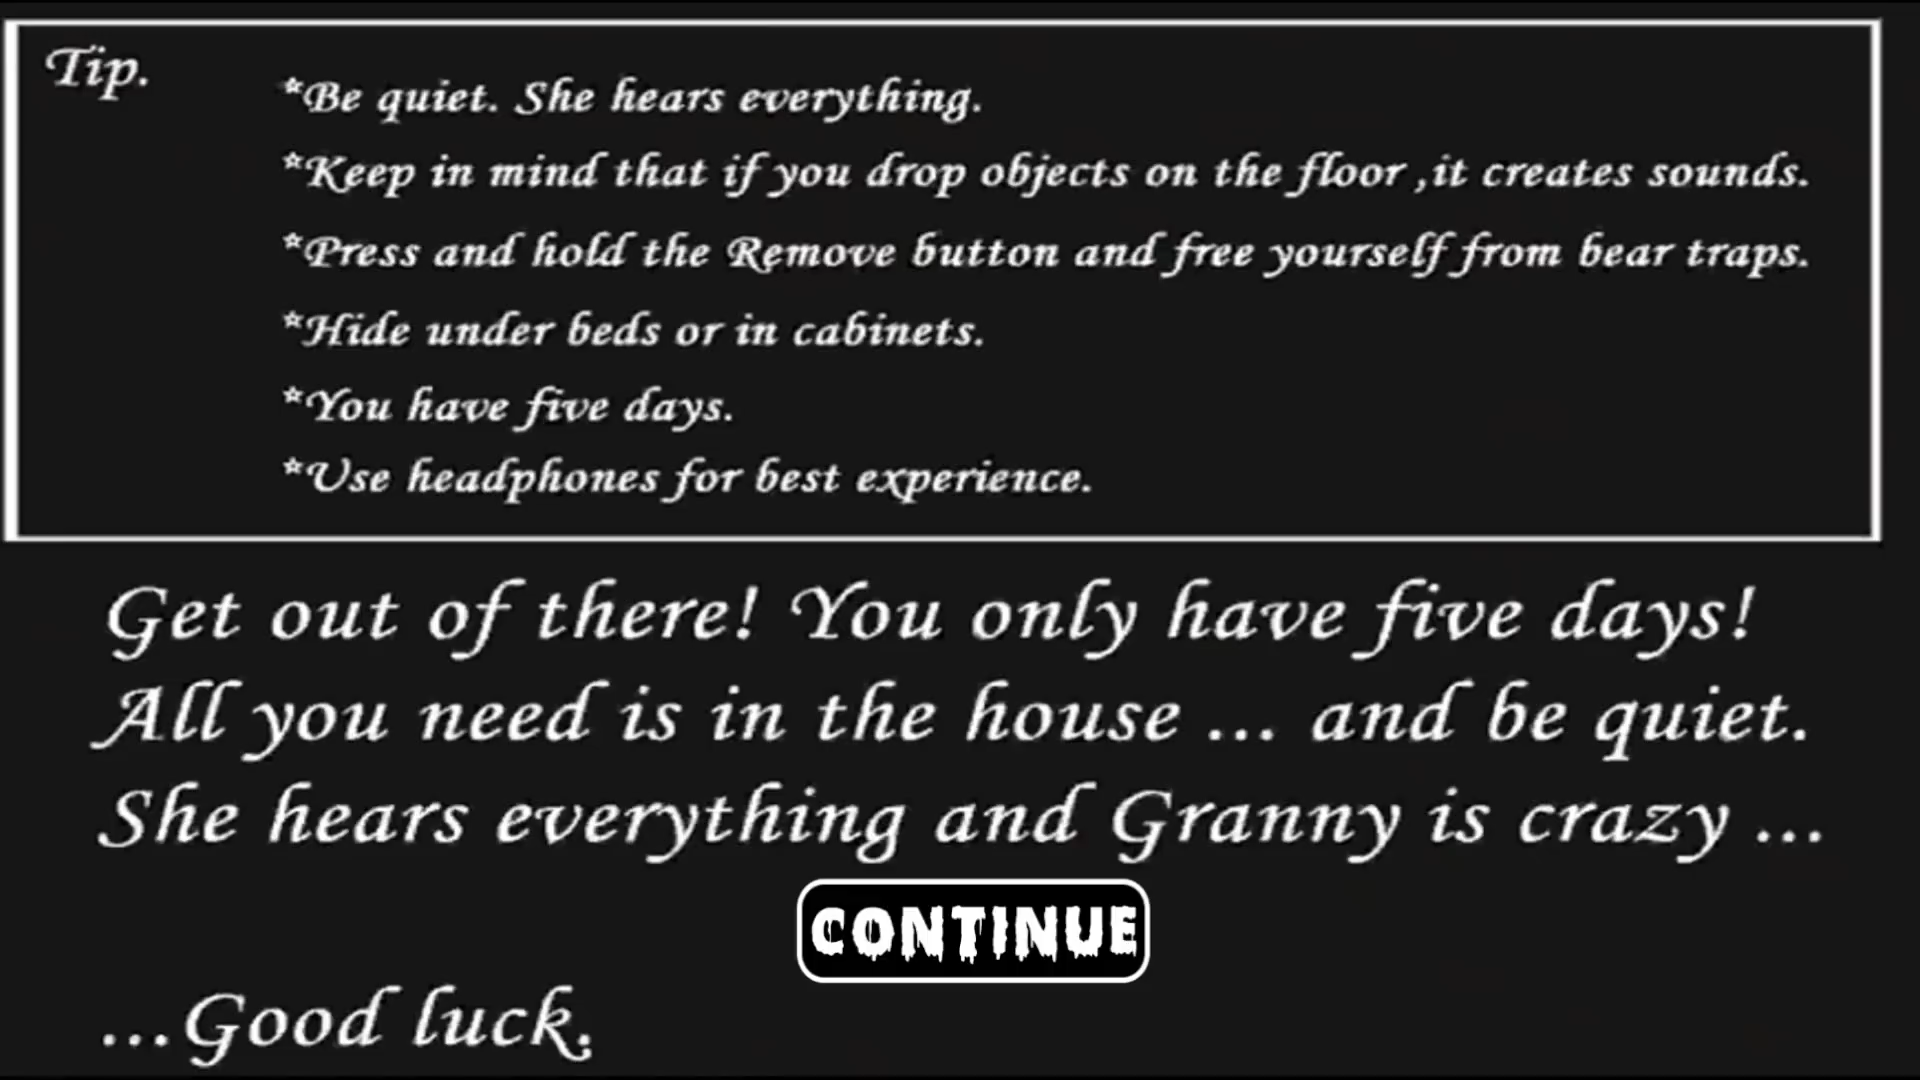 Tip.
*Be quiet. She hears everything.
*Keep in mind that if you drop objects on the floor ,it creates sounds.
*Press and hold the Remove button and free yourself from bear traps.
*Hide under beds or in cabinets.
*You have five days.
*Use headphones for best experience.
Get out of there! You only have five days!
All you need is in the house ... and be quiet.
She hears everything and Granny is crazy ...
CONTINUE
...Good luck.